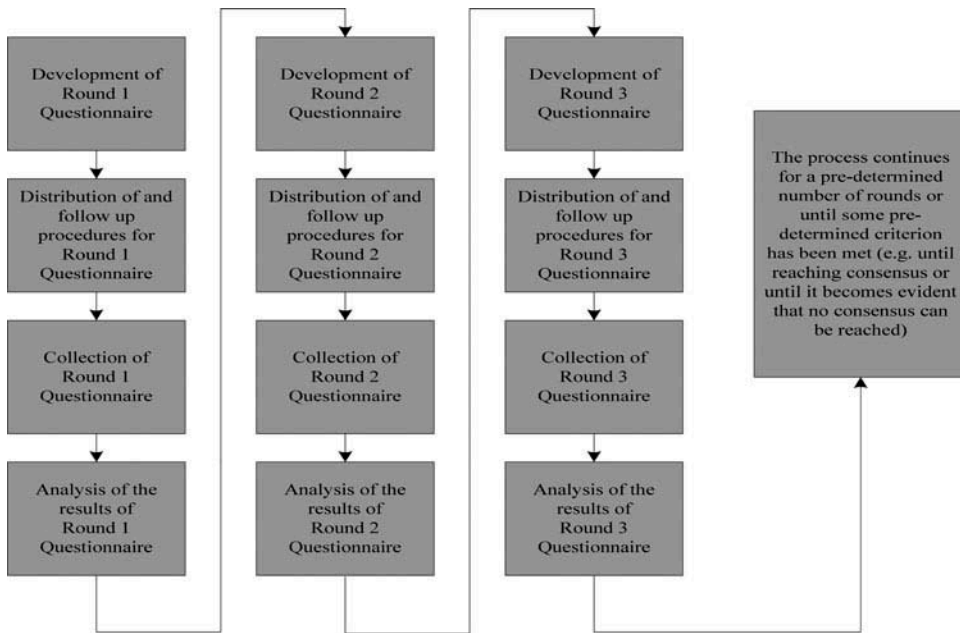 Development of
Round 1
Questionnaire
Distribution of and
follow up
procedures for
Round 1
Questionnaire
Collection of
Round 1
Questionnaire
Analysis of the
results of
Round 1
Questionnaire
Development of
Round 2
Questionnaire
Distribution of and
follow up
procedures for
Round 2
Questionnaire
Collection of
Round 2
Questionnaire
Analysis of the
results of
Round 2
Questionnaire
Development of
Round 3
Questionnaire
Distribution of and
follow up
procedures for
Round 3
Questionnaire
Collection of
Round 3
Questionnaire
Analysis of the
results of
Round 3
Questionnaire
The process continues
for a pre-determined
number of rounds or
until some pre-
determined criterion
has been met (e.g. until
reaching consensus or
until it becomes evident
that no consensus can
be reached)